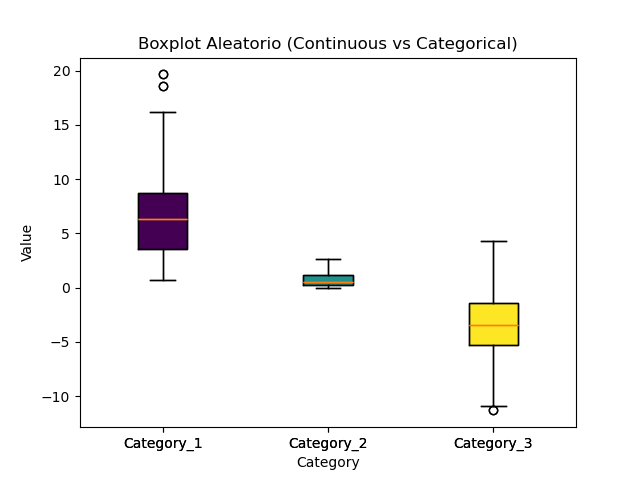 Boxplot Aleatorio (Continuous vs Categorical)
20
15
10
5
0
−5
−10
Value
Category_1 Category_2 Category_3
Category